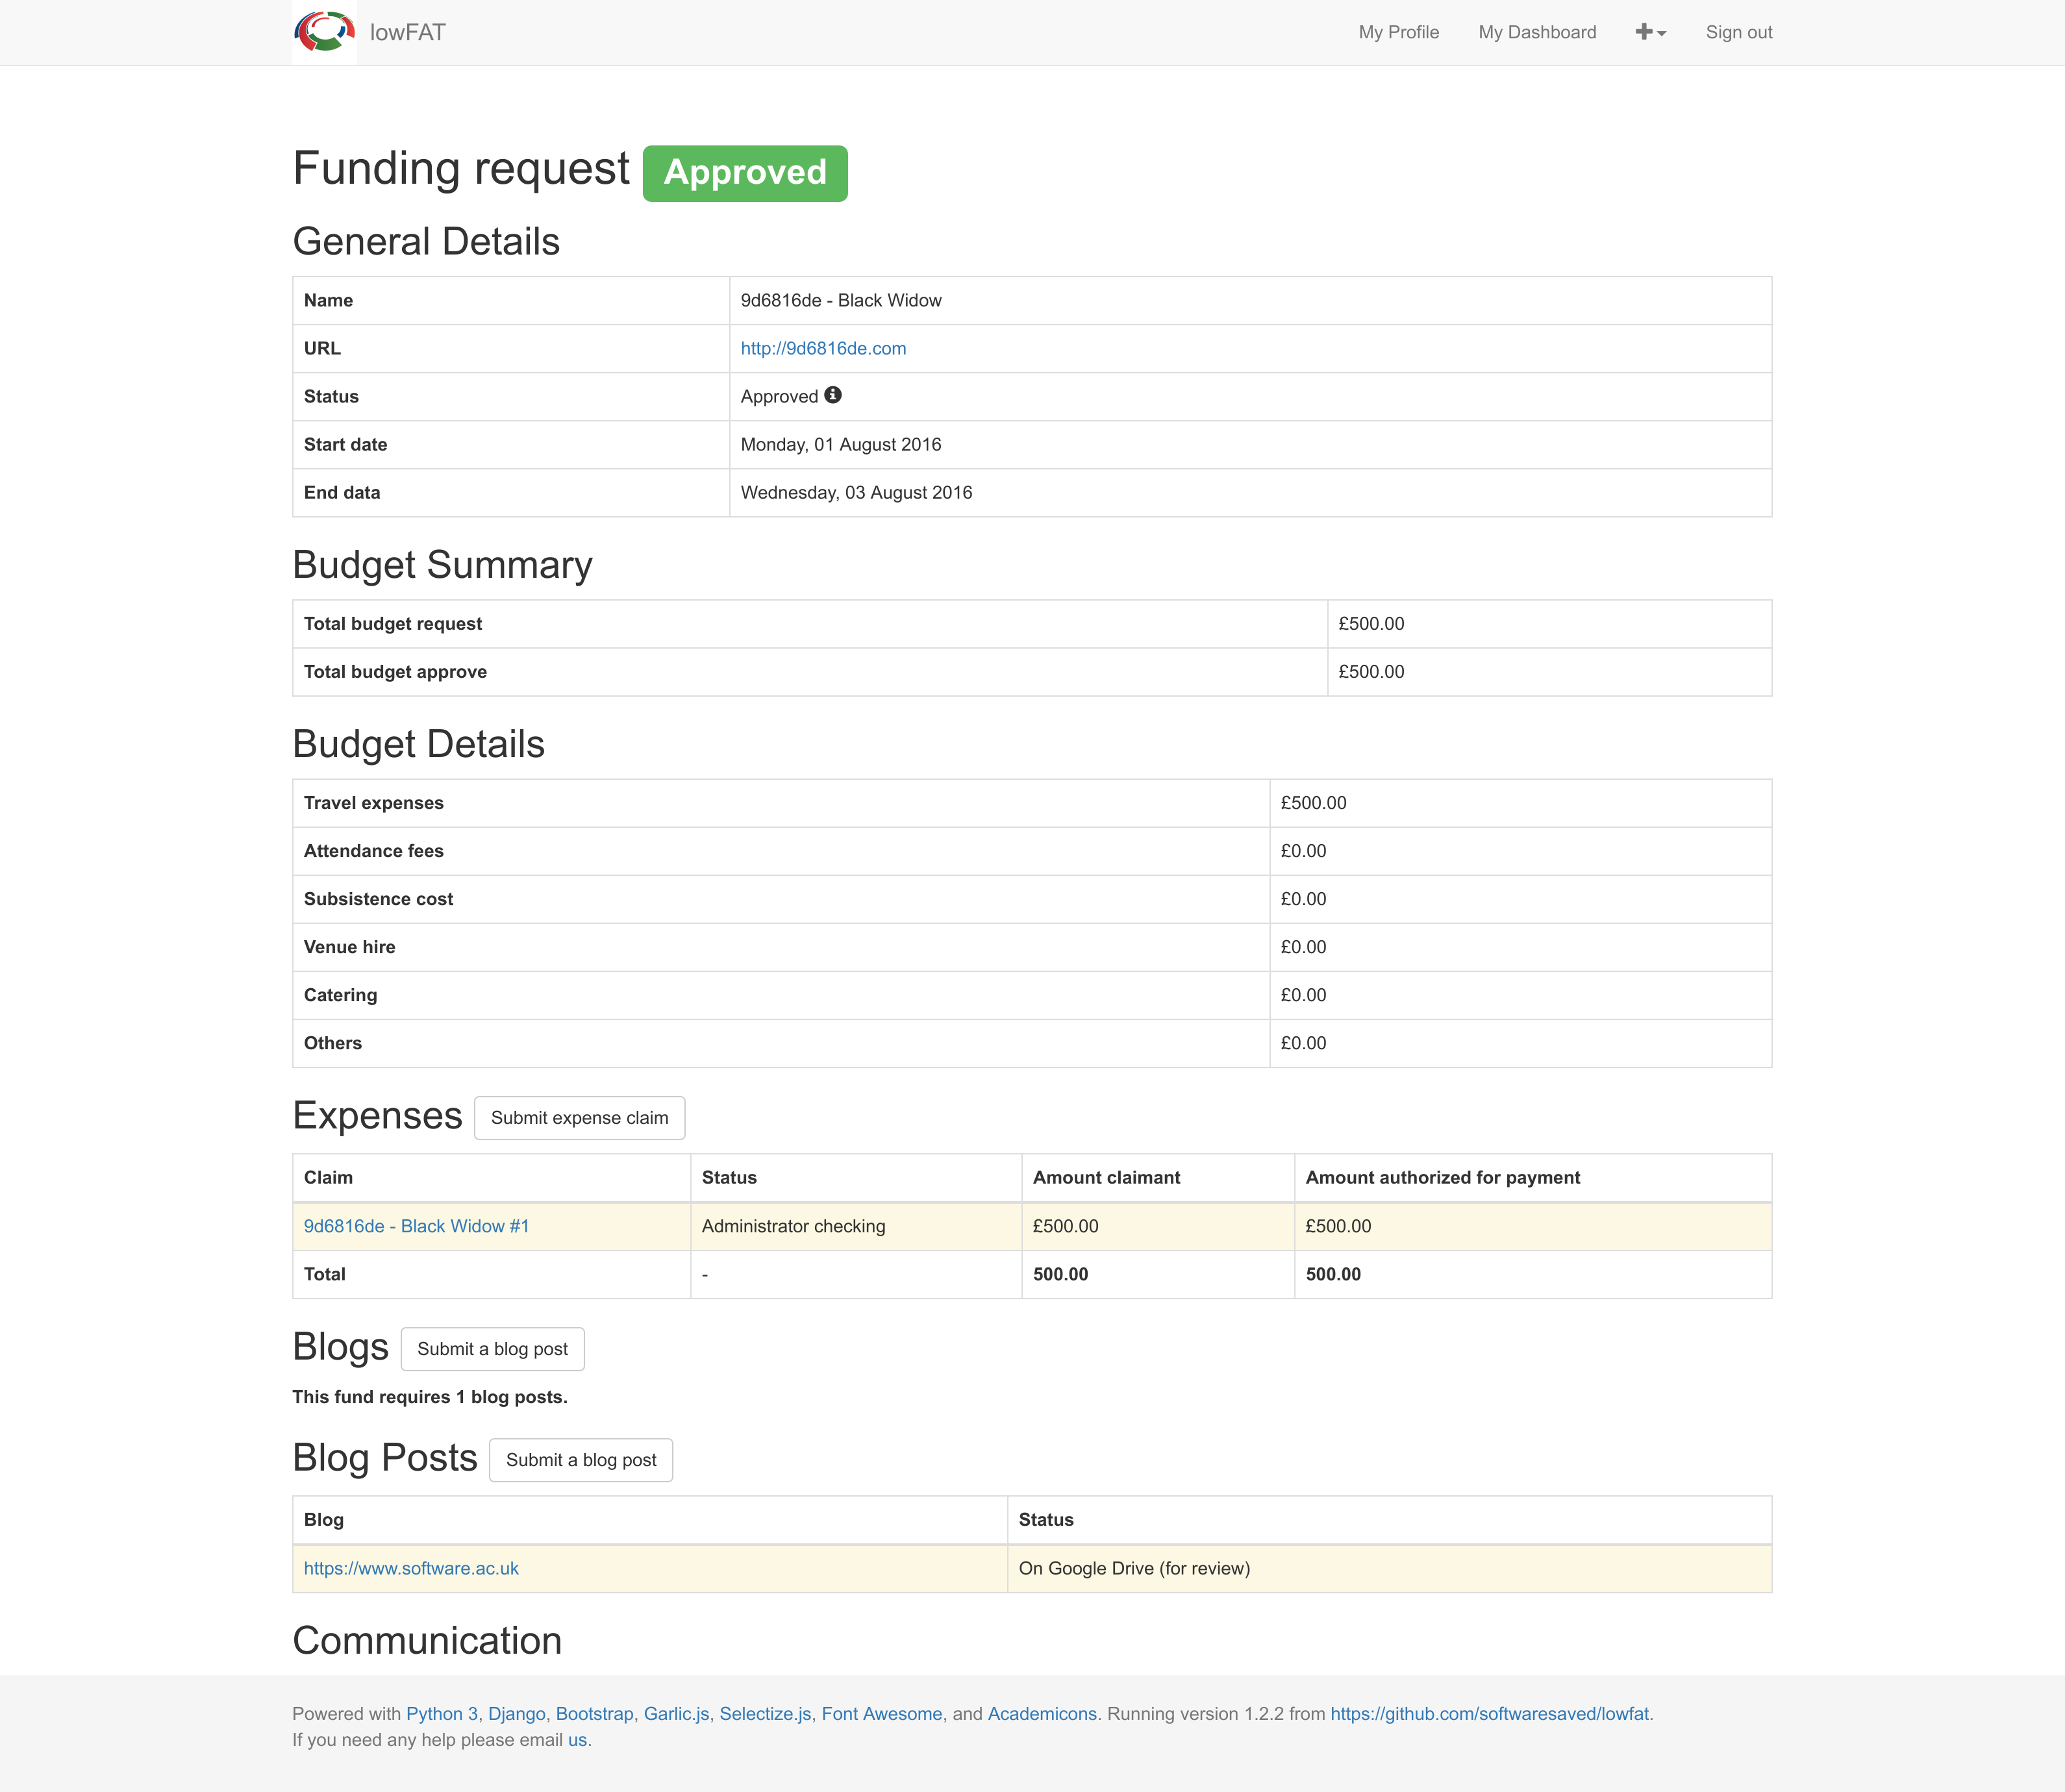 lowFAT My Profile My Dashboard Sign out
Funding request Approved
General Details
Name 9d6816de - Black Widow
URL http://9d6816de.com
Status Approved
Start date Monday, 01 August 2016
End data Wednesday, 03 August 2016
Budget Summary
Total budget request £500.00
Total budget approve £500.00
Budget Details
Travel expenses £500.00
Attendance fees £0.00
Subsistence cost £0.00
Venue hire £0.00
Catering £0.00
Others £0.00
Expenses Submit expense claim
Claim Status Amount claimant Amount authorized for payment
9d6816de - Black Widow #1 Administrator checking £500.00 £500.00
Total - 500.00 500.00
Blogs Submit a blog post
This fund requires 1 blog posts.
Blog Posts Submit a blog post
Blog Status
https://www.software.ac.uk On Google Drive (for review)
Communication
Powered with Python 3, Django, Bootstrap, Garlic.js, Selectize.js, Font Awesome, and Academicons. Running version 1.2.2 from https://github.com/softwaresaved/lowfat.
If you need any help please email us.